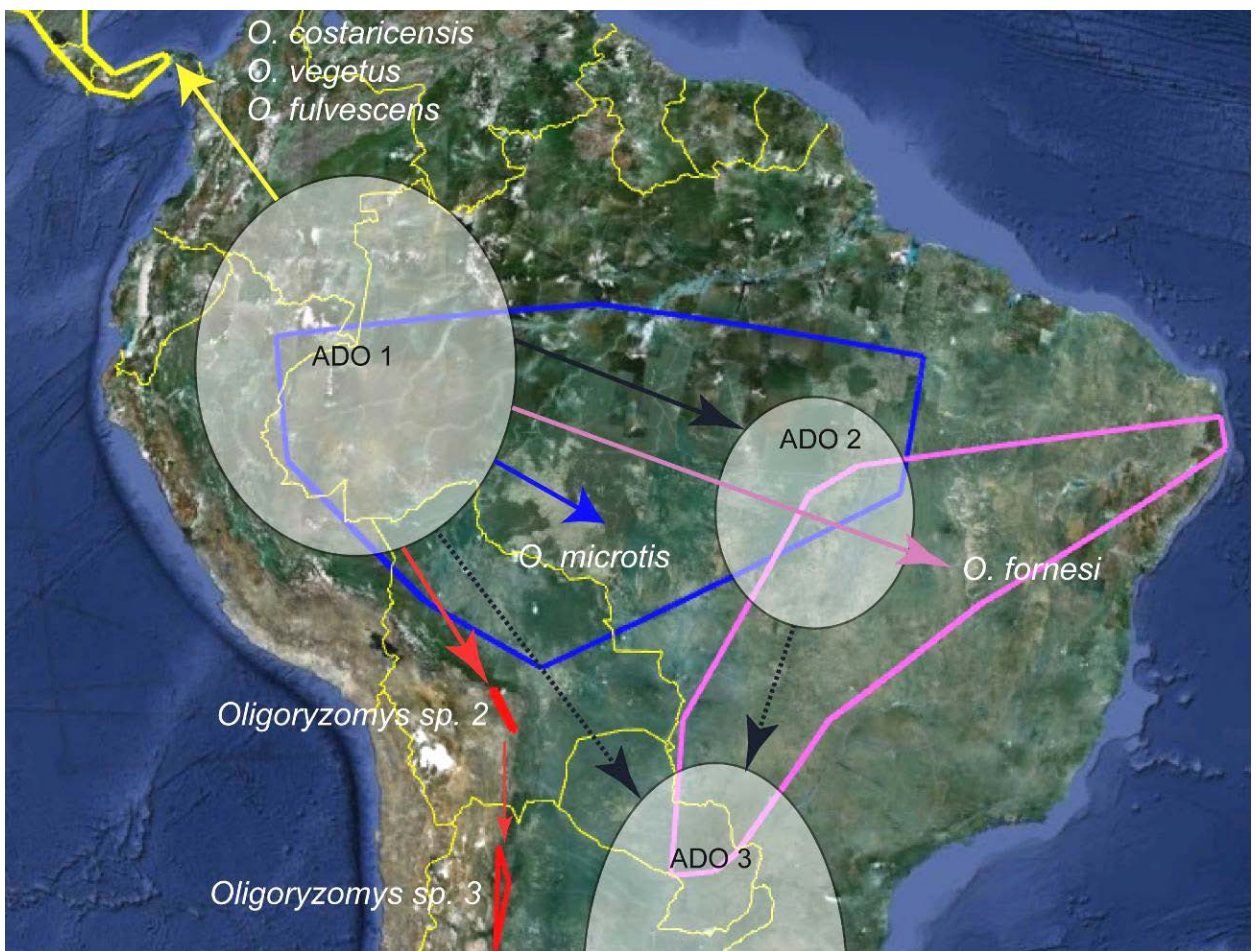 O. costaricensis
O. vegetus
O. fulvescens
ADO 1
ADO 2
O. microtis
O. fornesi
Oligoryzomys sp. 2
ADO 3
Oligoryzomys sp. 3